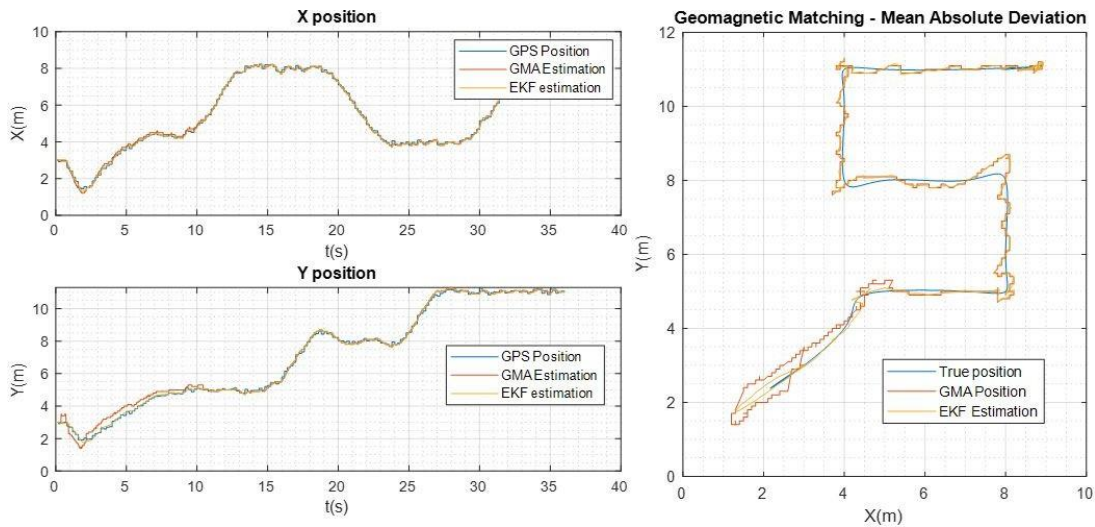 X position
10
8
6
4
2
0
X(m)
GPS Position
GMA Estimation
EKF estimation
0 5 10 15 20 25 30 35 40
t(s)
Y position
10
8
6
4
2
0
Y(m)
GPS Position
GMA Estimation
EKF estimation
0 5 10 15 20 25 30 35 40
t(s)
Geomagnetic Matching - Mean Absolute Deviation
12
10
8
6
4
2
0
Y(m)
True position
GMA Position
EKF Estimation
0 2 4 6 8 10
X(m)